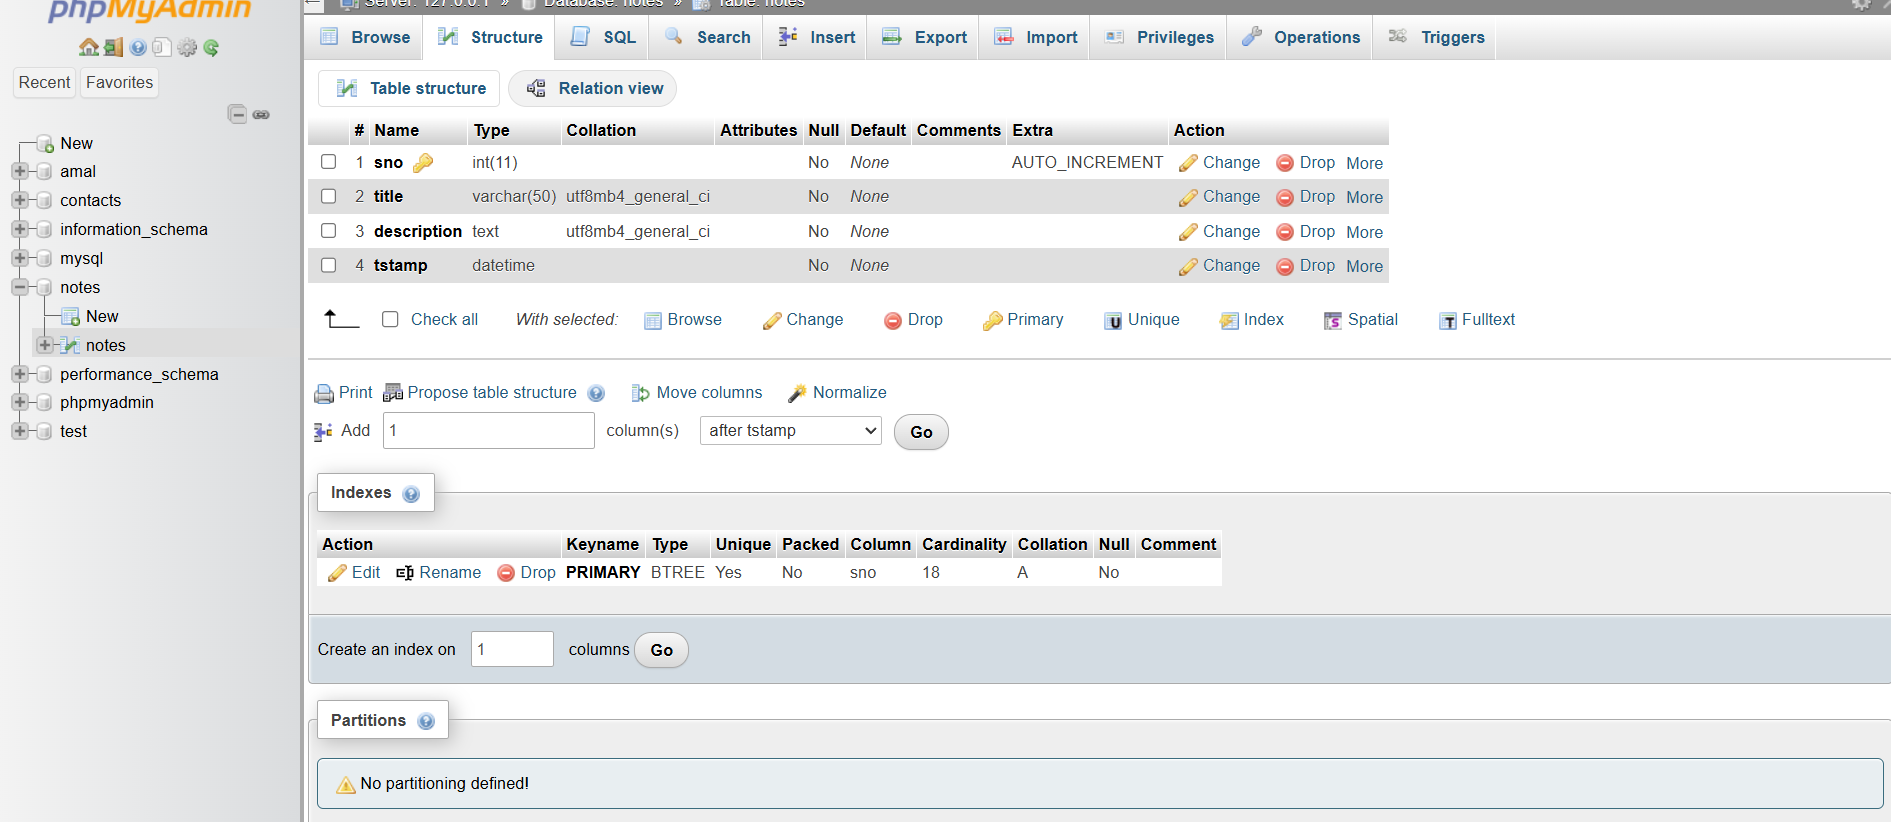 phpMyAdmin
Server: 127.0.0.1 » Database: notes » Table: notes
Browse Structure SQL Search Insert Export Import Privileges Operations Triggers
Recent Favorites
Table structure Relation view
New
amal
contacts
information_schema
mysql
notes
New
notes
performance_schema
phpmyadmin
test
# Name Type Collation Attributes Null Default Comments Extra Action
1 sno int(11) No None AUTO_INCREMENT Change Drop More
2 title varchar(50) utf8mb4_general_ci No None Change Drop More
3 description text utf8mb4_general_ci No None Change Drop More
4 tstamp datetime No None Change Drop More
Check all With selected: Browse Change Drop Primary Unique Index Spatial Fulltext
Print Propose table structure Move columns Normalize
Add 1 column(s) after tstamp Go
Indexes
Action Keyname Type Unique Packed Column Cardinality Collation Null Comment
Edit Rename Drop PRIMARY BTREE Yes No sno 18 A No
Create an index on 1 columns Go
Partitions
No partitioning defined!